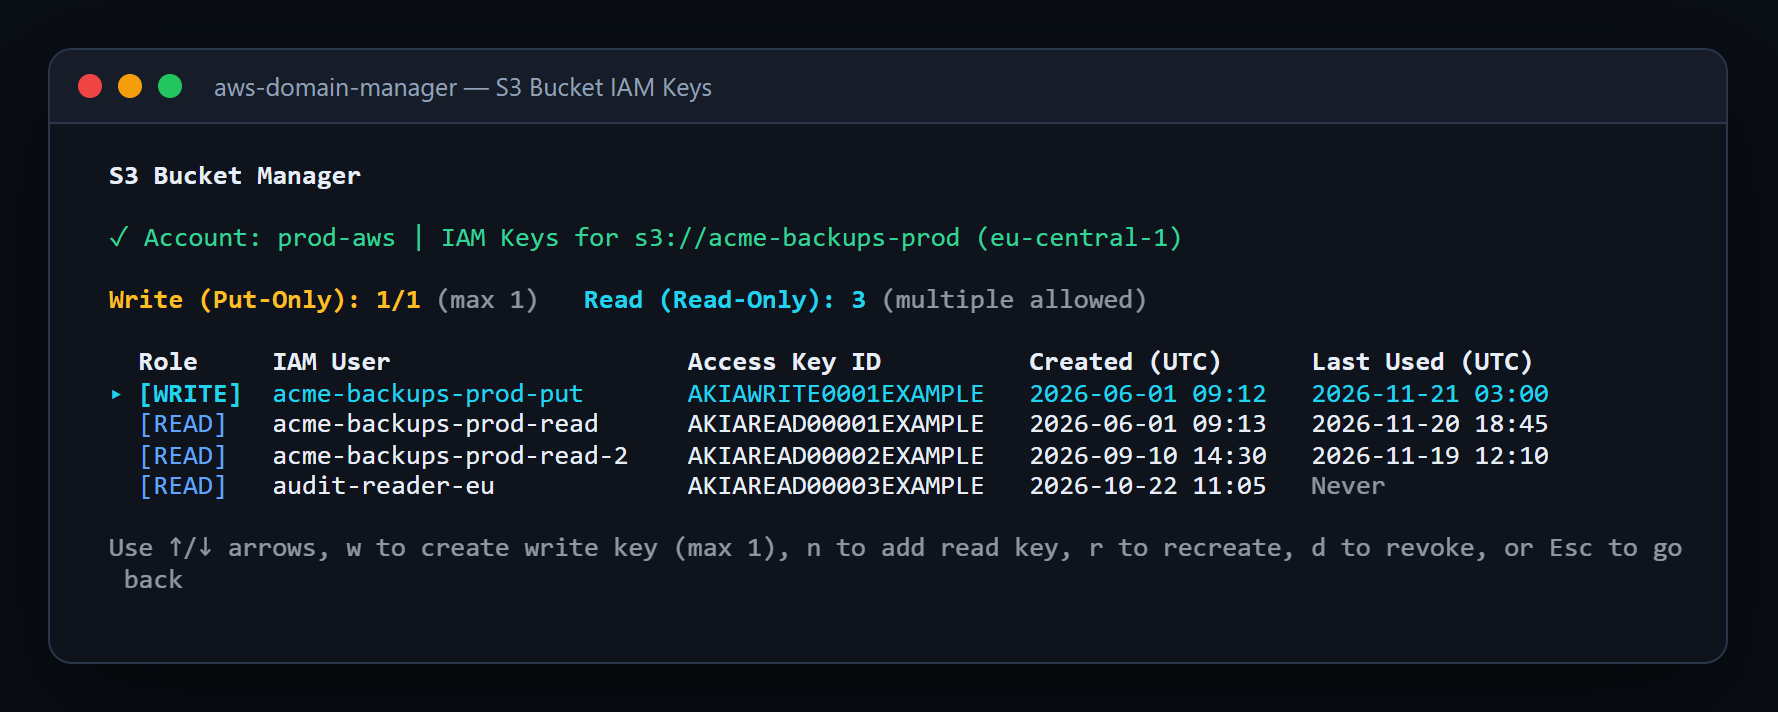 aws-domain-manager — S3 Bucket IAM Keys
S3 Bucket Manager
✓ Account: prod-aws | IAM Keys for s3://acme-backups-prod (eu-central-1)
Write (Put-Only): 1/1 (max 1)   Read (Read-Only): 3 (multiple allowed)
Role     IAM User                    Access Key ID          Created (UTC)      Last Used (UTC)
▸ [WRITE]  acme-backups-prod-put       AKIAWRITE0001EXAMPLE   2026-06-01 09:12   2026-11-21 03:00
[READ]   acme-backups-prod-read      AKIAREAD00001EXAMPLE   2026-06-01 09:13   2026-11-20 18:45
[READ]   acme-backups-prod-read-2    AKIAREAD00002EXAMPLE   2026-09-10 14:30   2026-11-19 12:10
[READ]   audit-reader-eu             AKIAREAD00003EXAMPLE   2026-10-22 11:05   Never
Use ↑/↓ arrows, w to create write key (max 1), n to add read key, r to recreate, d to revoke, or Esc to go
back